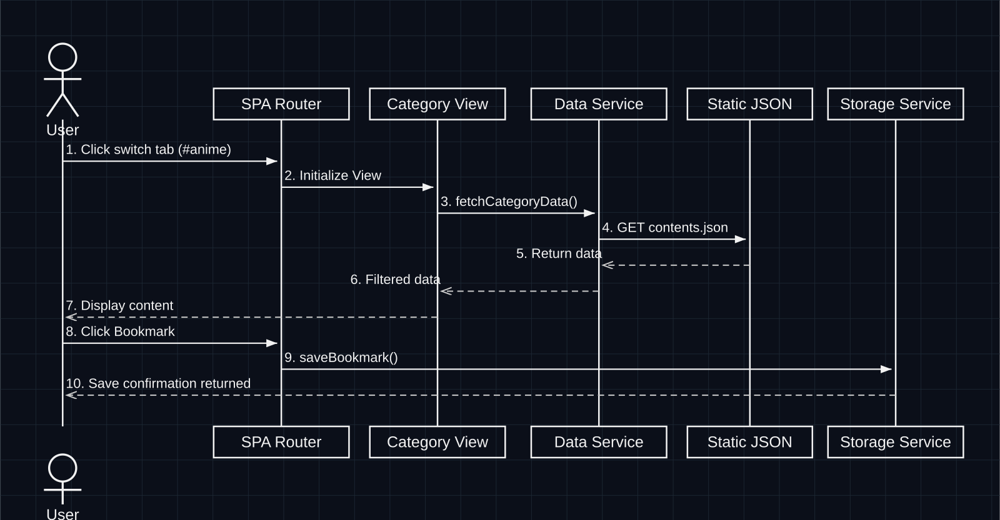 User
SPA Router
Category View
Data Service
Static JSON
Storage Service
1. Click switch tab (#anime)
2. Initialize View
3. fetchCategoryData()
4. GET contents.json
5. Return data
6. Filtered data
7. Display content
8. Click Bookmark
9. saveBookmark()
10. Save confirmation returned
SPA Router
Category View
Data Service
Static JSON
Storage Service
User